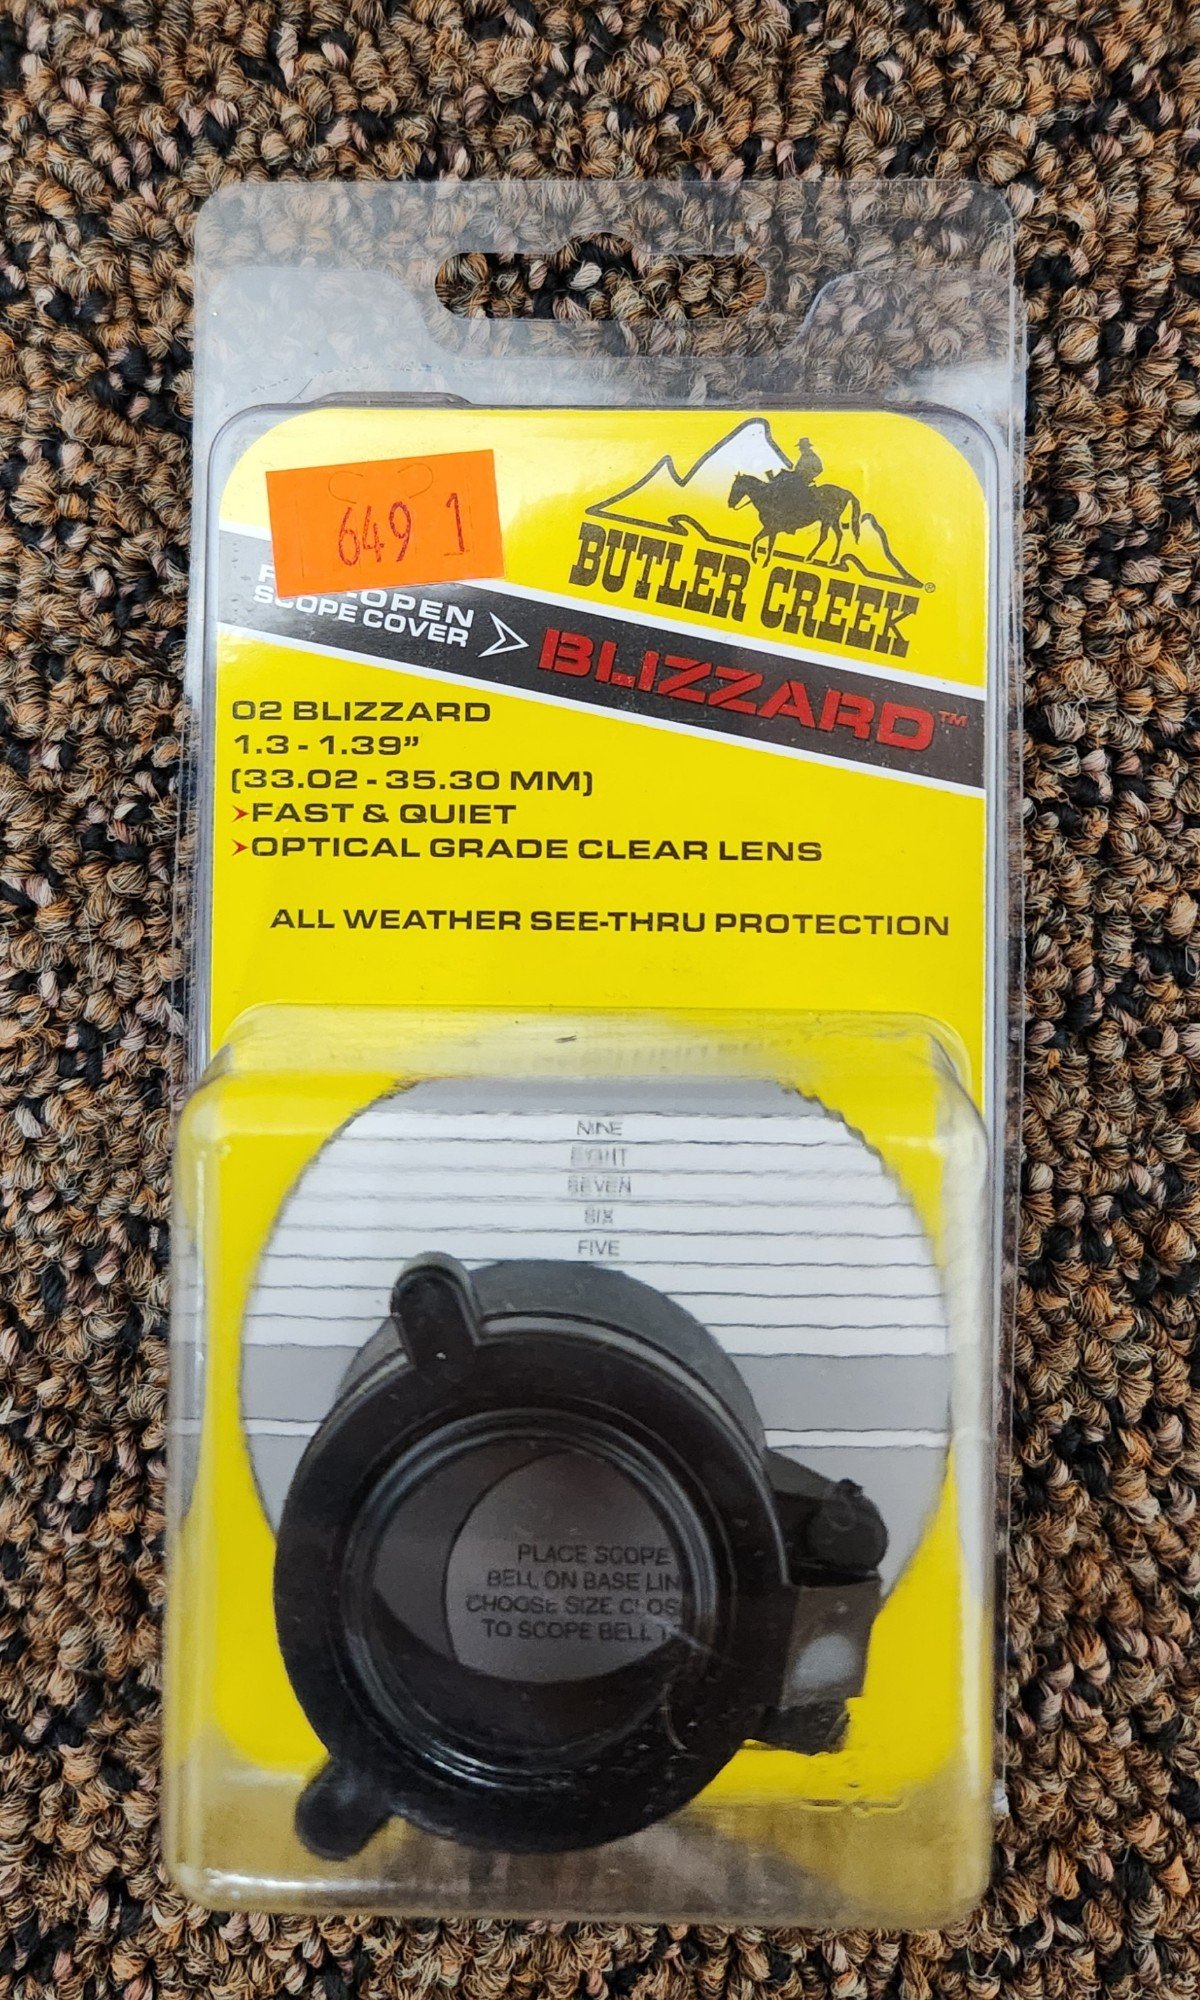 649 1
BUTLER CREEK®
OPEN
SCOPE COVER
BLIZZARD™
02 BLIZZARD
1.3 - 1.39”
(33.02 - 35.30 MM)
FAST & QUIET
OPTICAL GRADE CLEAR LENS
ALL WEATHER SEE-THRU PROTECTION
NINE
EIGHT
SEVEN
SIX
FIVE
PLACE SCOPE
BELL ON BASE LIN
CHOOSE SIZE CLOS
TO SCOPE BELL